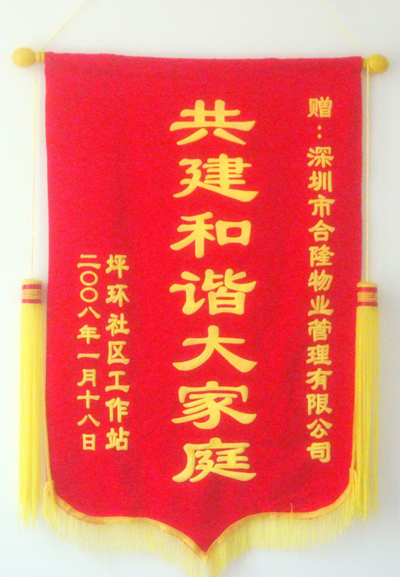 赠：深圳市合隆物业管理有限公司
共建和谐大家庭
坪环社区工作站
二〇〇八年一月十八日